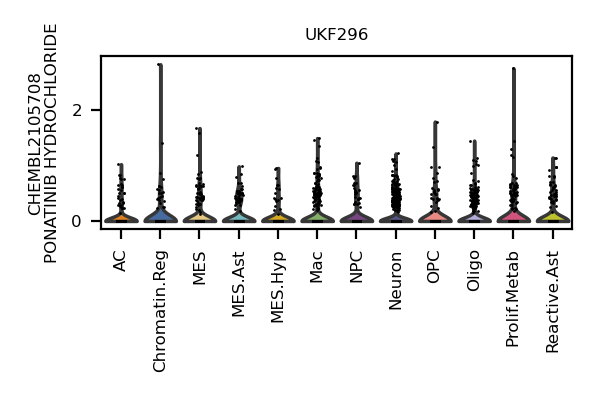 UKF296
CHEMBL2105708
PONATINIB HYDROCHLORIDE
2
0
AC
Chromatin.Reg
MES
MES.Ast
MES.Hyp
Mac
NPC
Neuron
OPC
Oligo
Prolif.Metab
Reactive.Ast